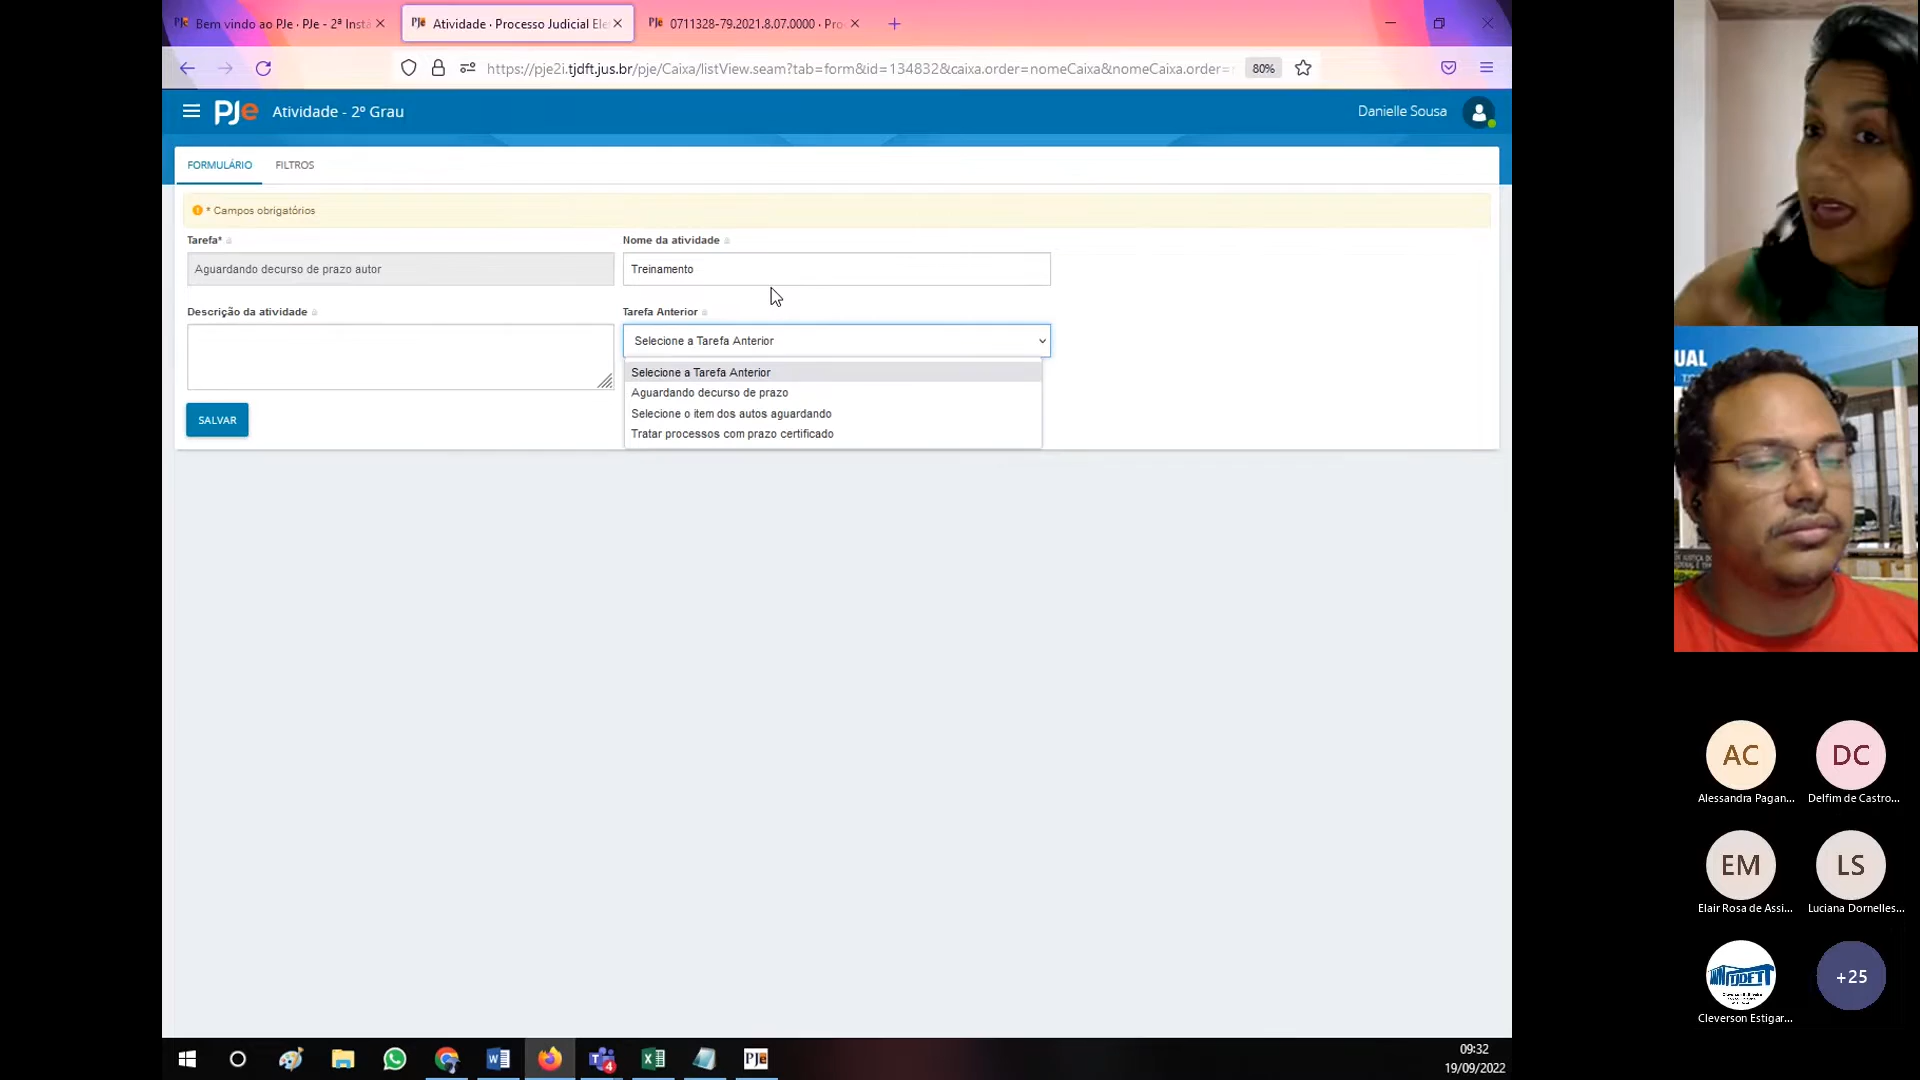 Bem vindo ao PJe · PJe - 2ª Instâ
Atividade · Processo Judicial Ele
0711328-79.2021.8.07.0000 · Pro
https://pje2i.tjdft.jus.br/pje/Caixa/listView.seam?tab=form&id=134832&caixa.order=nomeCaixa&nomeCaixa.order=
80%
PJe Atividade - 2º Grau
Danielle Sousa
FORMULÁRIO FILTROS
* Campos obrigatórios
Tarefa*
Nome da atividade
Aguardando decurso de prazo autor
Treinamento
Descrição da atividade
Tarefa Anterior
Selecione a Tarefa Anterior
Selecione a Tarefa Anterior
Aguardando decurso de prazo
Selecione o item dos autos aguardando
Tratar processos com prazo certificado
SALVAR
UAL
AC
DC
Alessandra Pagan...
Delfim de Castro...
EM
LS
Elair Rosa de Assi...
Luciana Dornelles...
TJDFT
+25
Cleverson Estigar...
4
PJe
09:32
19/09/2022